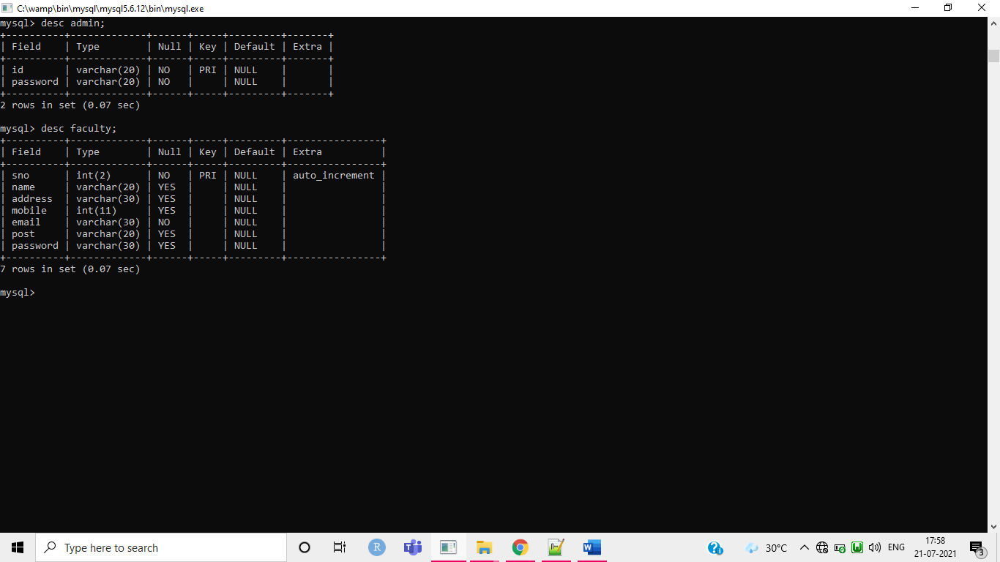 C:\wamp\bin\mysql\mysql5.6.12\bin\mysql.exe
mysql> desc admin;
+----------+-------------+------+-----+---------+-------+
| Field    | Type        | Null | Key | Default | Extra |
+----------+-------------+------+-----+---------+-------+
| id       | varchar(20) | NO   | PRI | NULL    |       |
| password | varchar(20) | NO   |     | NULL    |       |
+----------+-------------+------+-----+---------+-------+
2 rows in set (0.07 sec)
mysql> desc faculty;
+----------+-------------+------+-----+---------+----------------+
| Field    | Type        | Null | Key | Default | Extra          |
+----------+-------------+------+-----+---------+----------------+
| sno      | int(2)      | NO   | PRI | NULL    | auto_increment |
| name     | varchar(20) | YES  |     | NULL    |                |
| address  | varchar(30) | YES  |     | NULL    |                |
| mobile   | int(11)     | YES  |     | NULL    |                |
| email    | varchar(30) | NO   |     | NULL    |                |
| post     | varchar(20) | YES  |     | NULL    |                |
| password | varchar(30) | YES  |     | NULL    |                |
+----------+-------------+------+-----+---------+----------------+
7 rows in set (0.07 sec)
mysql>
Type here to search
30°C
ENG
17:58
21-07-2021
3